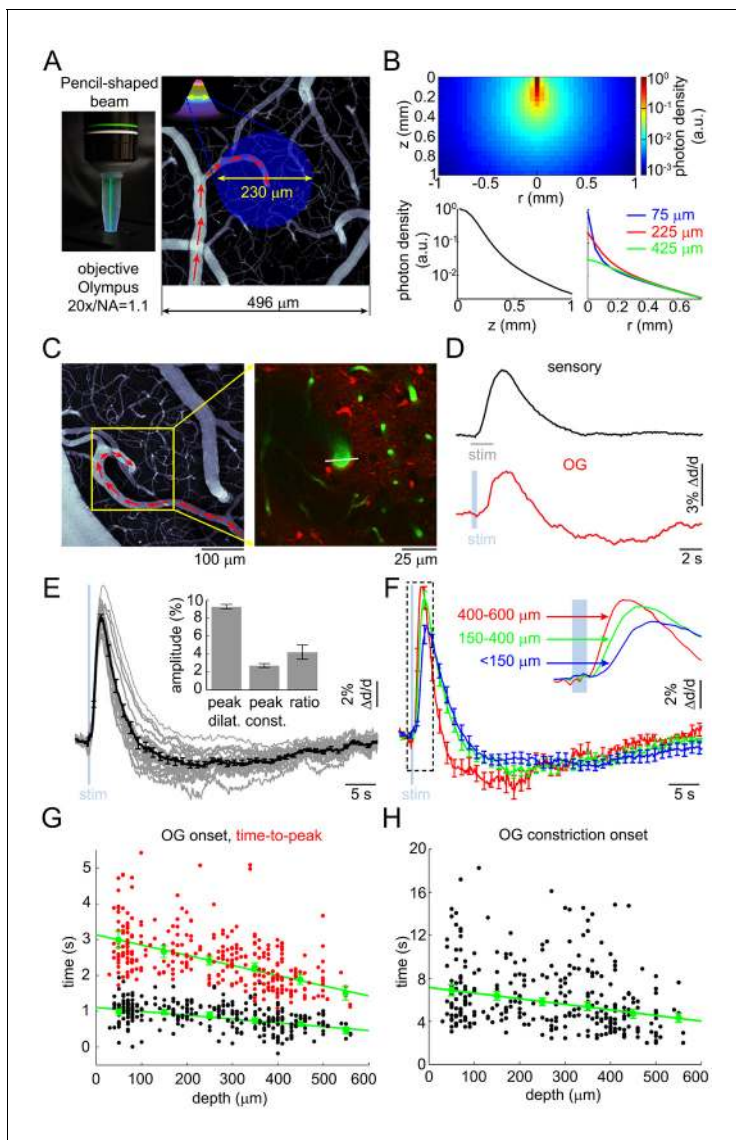 A
Pencil-shaped
beam
objective
Olympus
20x/NA=1.1
230 μm
496 μm
B
z (mm)
0
0.2
0.4
0.6
0.8
1
-1 -0.5 0 0.5 1
r (mm)
10⁰
10⁻¹
10⁻²
10⁻³
photon density
(a.u.)
photon density
(a.u.)
10⁰
10⁻¹
10⁻²
0 0.5 1
z (mm)
75 μm
225 μm
425 μm
0 0.2 0.4 0.6
r (mm)
C
100 μm
25 μm
D
sensory
stim
OG
stim
3% Δd/d
2 s
E
amplitude (%)
10
8
6
4
2
0
peak peak ratio
dilat. const.
2%
Δd/d
stim
5 s
F
400-600 μm
150-400 μm
<150 μm
2%
Δd/d
stim
5 s
G
OG onset, time-to-peak
time (s)
5
4
3
2
1
0
0 100 200 300 400 500 600
depth (μm)
H
OG constriction onset
time (s)
20
16
12
8
4
0
0 100 200 300 400 500 600
depth (μm)